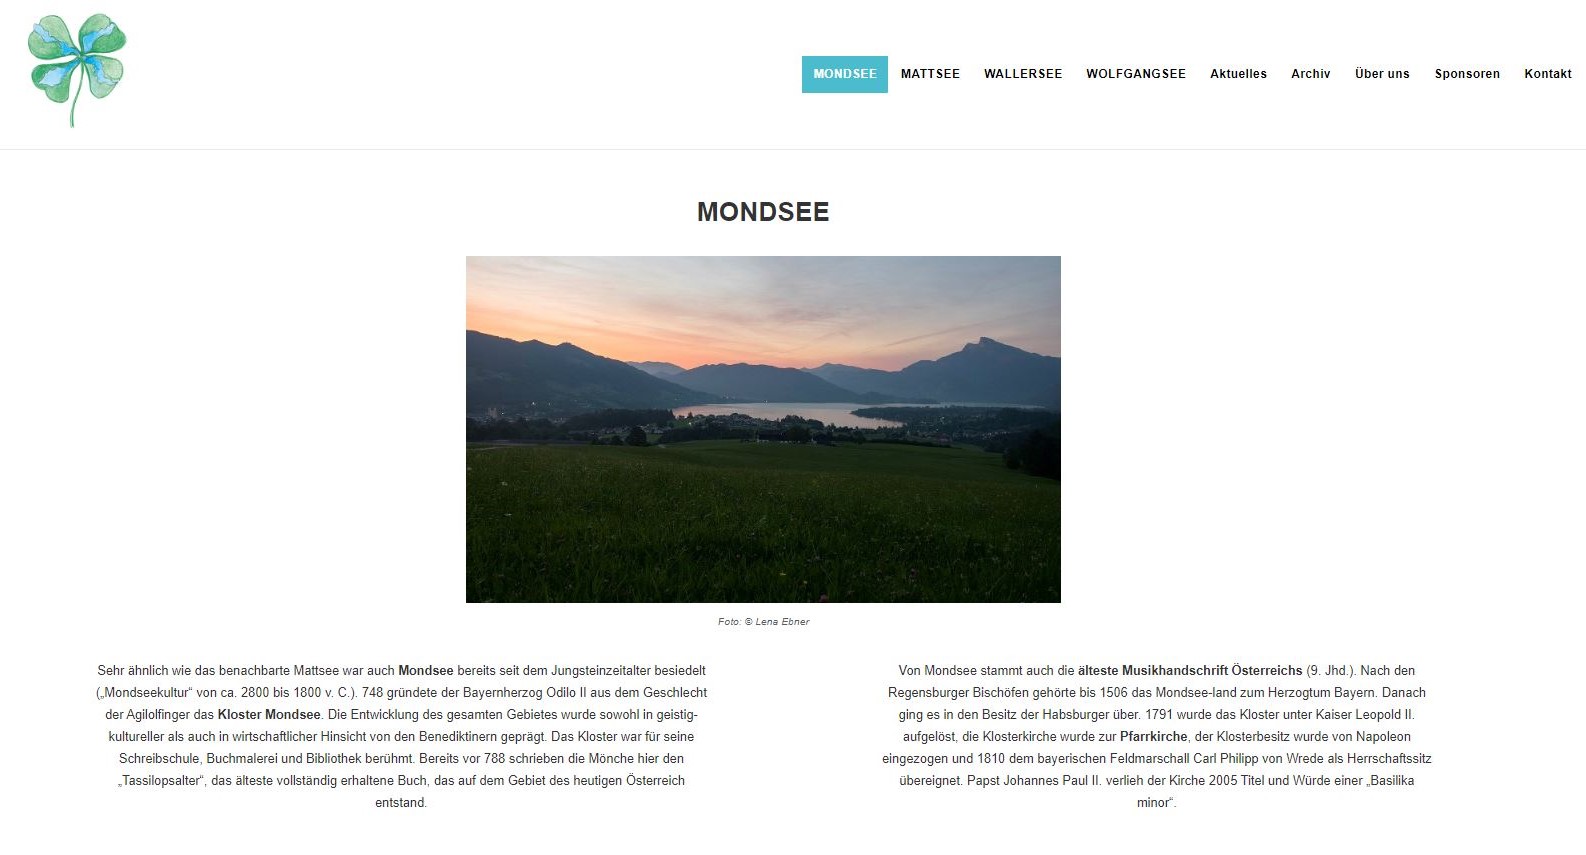 MONDSEE
MATTSEE
WALLERSEE
WOLFGANGSEE
Aktuelles
Archiv
Über uns
Sponsoren
Kontakt
MONDSEE
Foto: © Lena Ebner
Sehr ähnlich wie das benachbarte Mattsee war auch Mondsee bereits seit dem Jungsteinzeitalter besiedelt
(„Mondseekultur“ von ca. 2800 bis 1800 v. C.). 748 gründete der Bayernherzog Odilo II aus dem Geschlecht
der Agilolfinger das Kloster Mondsee. Die Entwicklung des gesamten Gebietes wurde sowohl in geistig-
kultureller als auch in wirtschaftlicher Hinsicht von den Benediktinern geprägt. Das Kloster war für seine
Schreibschule, Buchmalerei und Bibliothek berühmt. Bereits vor 788 schrieben die Mönche hier den
„Tassilopsalter“, das älteste vollständig erhaltene Buch, das auf dem Gebiet des heutigen Österreich
entstand.
Von Mondsee stammt auch die älteste Musikhandschrift Österreichs (9. Jhd.). Nach den
Regensburger Bischöfen gehörte bis 1506 das Mondsee-land zum Herzogtum Bayern. Danach
ging es in den Besitz der Habsburger über. 1791 wurde das Kloster unter Kaiser Leopold II.
aufgelöst, die Klosterkirche wurde zur Pfarrkirche, der Klosterbesitz wurde von Napoleon
eingezogen und 1810 dem bayerischen Feldmarschall Carl Philipp von Wrede als Herrschaftssitz
übereignet. Papst Johannes Paul II. verlieh der Kirche 2005 Titel und Würde einer „Basilika
minor“.